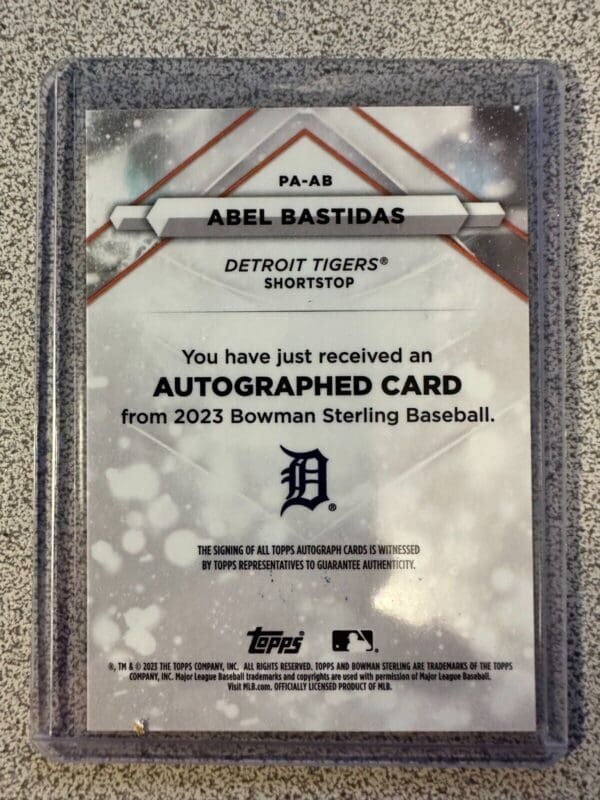 PA-AB
ABEL BASTIDAS
DETROIT TIGERS®
SHORTSTOP
You have just received an
AUTOGRAPHED CARD
from 2023 Bowman Sterling Baseball.
D®
THE SIGNING OF ALL TOPPS AUTOGRAPH CARDS IS WITNESSED
BY TOPPS REPRESENTATIVES TO GUARANTEE AUTHENTICITY.
topps
®, TM & © 2023 THE TOPPS COMPANY, INC. ALL RIGHTS RESERVED. TOPPS AND BOWMAN STERLING ARE TRADEMARKS OF THE TOPPS
COMPANY, INC. Major League Baseball trademarks and copyrights are used with permission of Major League Baseball.
Visit MLB.com. OFFICIALLY LICENSED PRODUCT OF MLB.